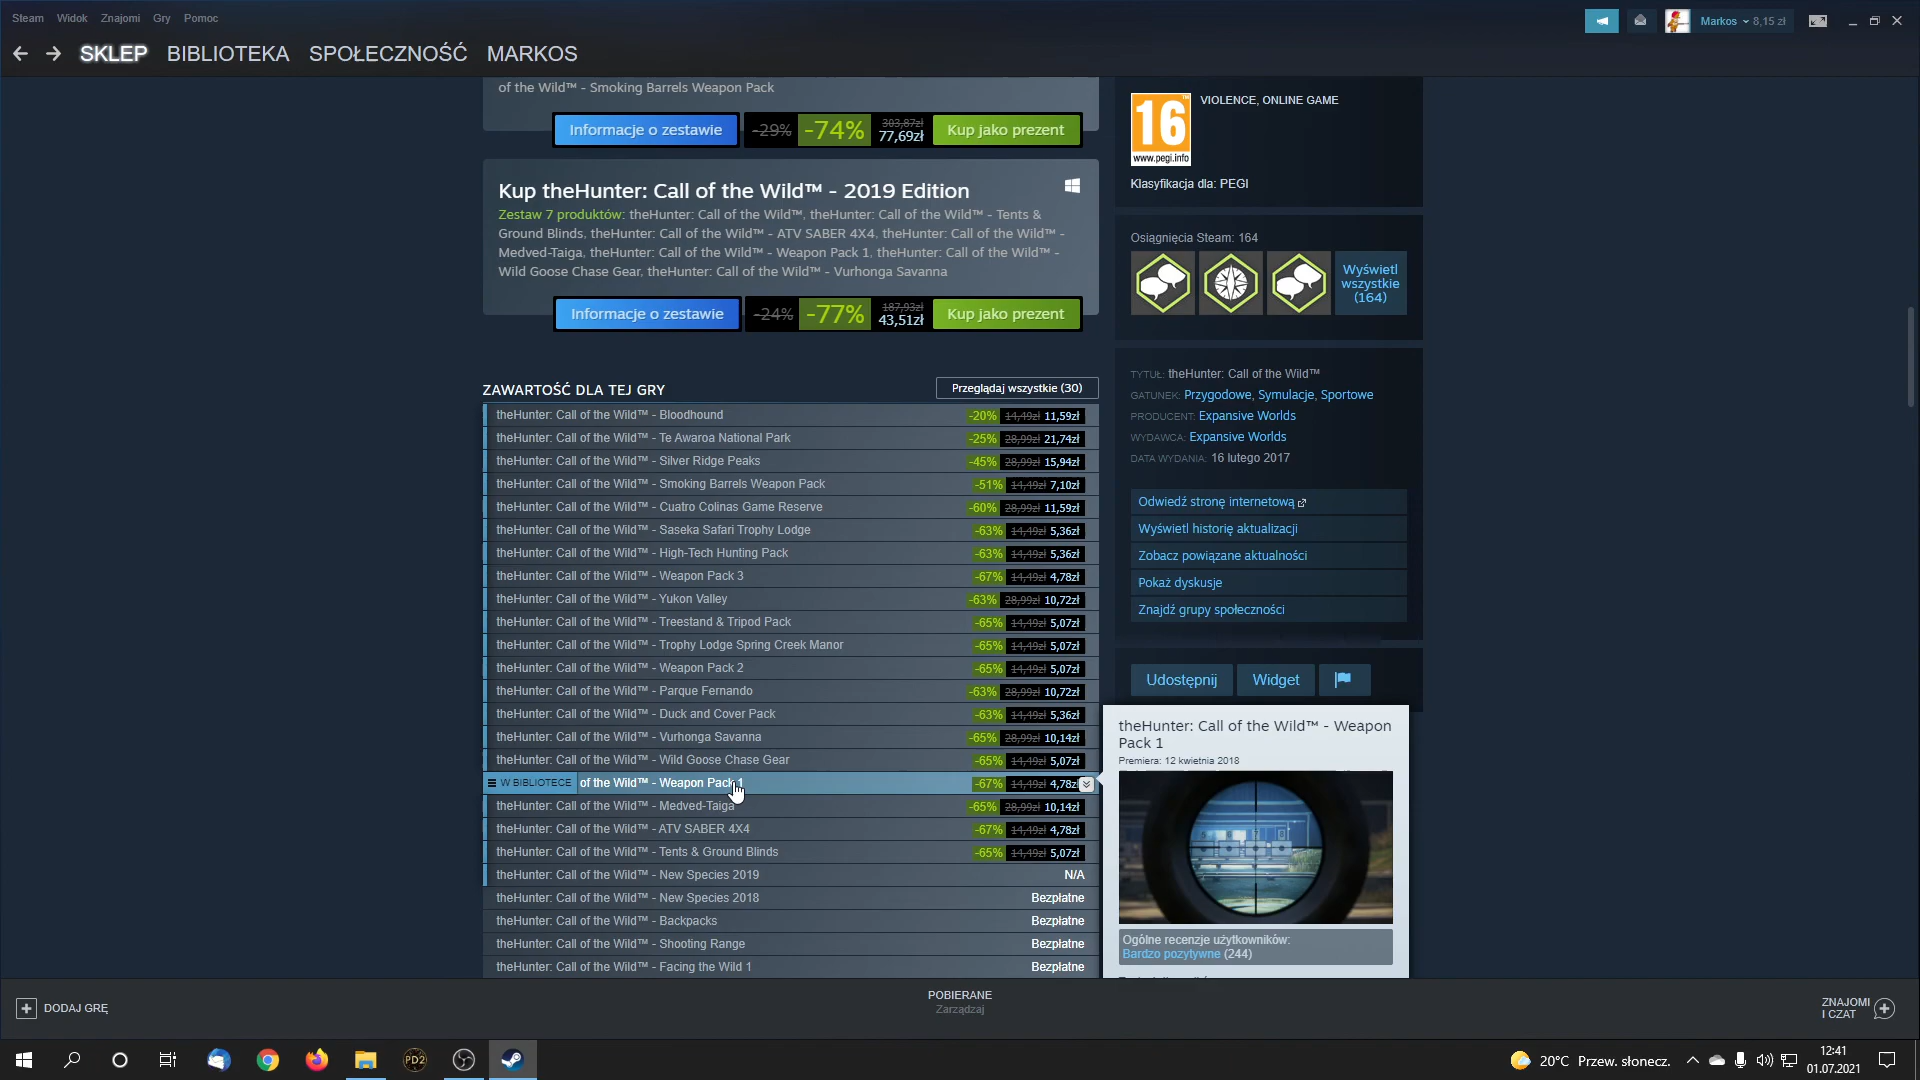 Steam Widok Znajomi Gry Pomoc
Markos 8,15 zł
SKLEP BIBLIOTEKA SPOŁECZNOŚĆ MARKOS
of the Wild™ - Smoking Barrels Weapon Pack
Informacje o zestawie -29% -74% 303,87zł 77,69zł Kup jako prezent
Kup theHunter: Call of the Wild™ - 2019 Edition
Zestaw 7 produktów: theHunter: Call of the Wild™, theHunter: Call of the Wild™ - Tents &
Ground Blinds, theHunter: Call of the Wild™ - ATV SABER 4X4, theHunter: Call of the Wild™ -
Medved-Taiga, theHunter: Call of the Wild™ - Weapon Pack 1, theHunter: Call of the Wild™ -
Wild Goose Chase Gear, theHunter: Call of the Wild™ - Vurhonga Savanna
Informacje o zestawie -24% -77% 187,93zł 43,51zł Kup jako prezent
ZAWARTOŚĆ DLA TEJ GRY Przeglądaj wszystkie (30)
theHunter: Call of the Wild™ - Bloodhound -20% 14,49zł 11,59zł
theHunter: Call of the Wild™ - Te Awaroa National Park -25% 28,99zł 21,74zł
theHunter: Call of the Wild™ - Silver Ridge Peaks -45% 28,99zł 15,94zł
theHunter: Call of the Wild™ - Smoking Barrels Weapon Pack -51% 14,49zł 7,10zł
theHunter: Call of the Wild™ - Cuatro Colinas Game Reserve -60% 28,99zł 11,59zł
theHunter: Call of the Wild™ - Saseka Safari Trophy Lodge -63% 14,49zł 5,36zł
theHunter: Call of the Wild™ - High-Tech Hunting Pack -63% 14,49zł 5,36zł
theHunter: Call of the Wild™ - Weapon Pack 3 -67% 14,49zł 4,78zł
theHunter: Call of the Wild™ - Yukon Valley -63% 28,99zł 10,72zł
theHunter: Call of the Wild™ - Treestand & Tripod Pack -65% 14,49zł 5,07zł
theHunter: Call of the Wild™ - Trophy Lodge Spring Creek Manor -65% 14,49zł 5,07zł
theHunter: Call of the Wild™ - Weapon Pack 2 -65% 14,49zł 5,07zł
theHunter: Call of the Wild™ - Parque Fernando -63% 28,99zł 10,72zł
theHunter: Call of the Wild™ - Duck and Cover Pack -63% 14,49zł 5,36zł
theHunter: Call of the Wild™ - Vurhonga Savanna -65% 28,99zł 10,14zł
theHunter: Call of the Wild™ - Wild Goose Chase Gear -65% 14,49zł 5,07zł
W BIBLIOTECE of the Wild™ - Weapon Pack 1 -67% 14,49zł 4,78zł
theHunter: Call of the Wild™ - Medved-Taiga -65% 28,99zł 10,14zł
theHunter: Call of the Wild™ - ATV SABER 4X4 -67% 14,49zł 4,78zł
theHunter: Call of the Wild™ - Tents & Ground Blinds -65% 14,49zł 5,07zł
theHunter: Call of the Wild™ - New Species 2019 N/A
theHunter: Call of the Wild™ - New Species 2018 Bezpłatne
theHunter: Call of the Wild™ - Backpacks Bezpłatne
theHunter: Call of the Wild™ - Shooting Range Bezpłatne
theHunter: Call of the Wild™ - Facing the Wild 1 Bezpłatne
16
www.pegi.info
VIOLENCE, ONLINE GAME
Klasyfikacja dla: PEGI
Osiągnięcia Steam: 164
Wyświetl
wszystkie
(164)
TYTUŁ: theHunter: Call of the Wild™
GATUNEK: Przygodowe, Symulacje, Sportowe
PRODUCENT: Expansive Worlds
WYDAWCA: Expansive Worlds
DATA WYDANIA: 16 lutego 2017
Odwiedź stronę internetową
Wyświetl historię aktualizacji
Zobacz powiązane aktualności
Pokaż dyskusje
Znajdź grupy społeczności
Udostępnij Widget
theHunter: Call of the Wild™ - Weapon
Pack 1
Premiera: 12 kwietnia 2018
Ogólne recenzje użytkowników:
Bardzo pozytywne (244)
DODAJ GRĘ
POBIERANE
Zarządzaj
ZNAJOMI
I CZAT
PD2
20°C Przew. słonecz.
12:41
01.07.2021